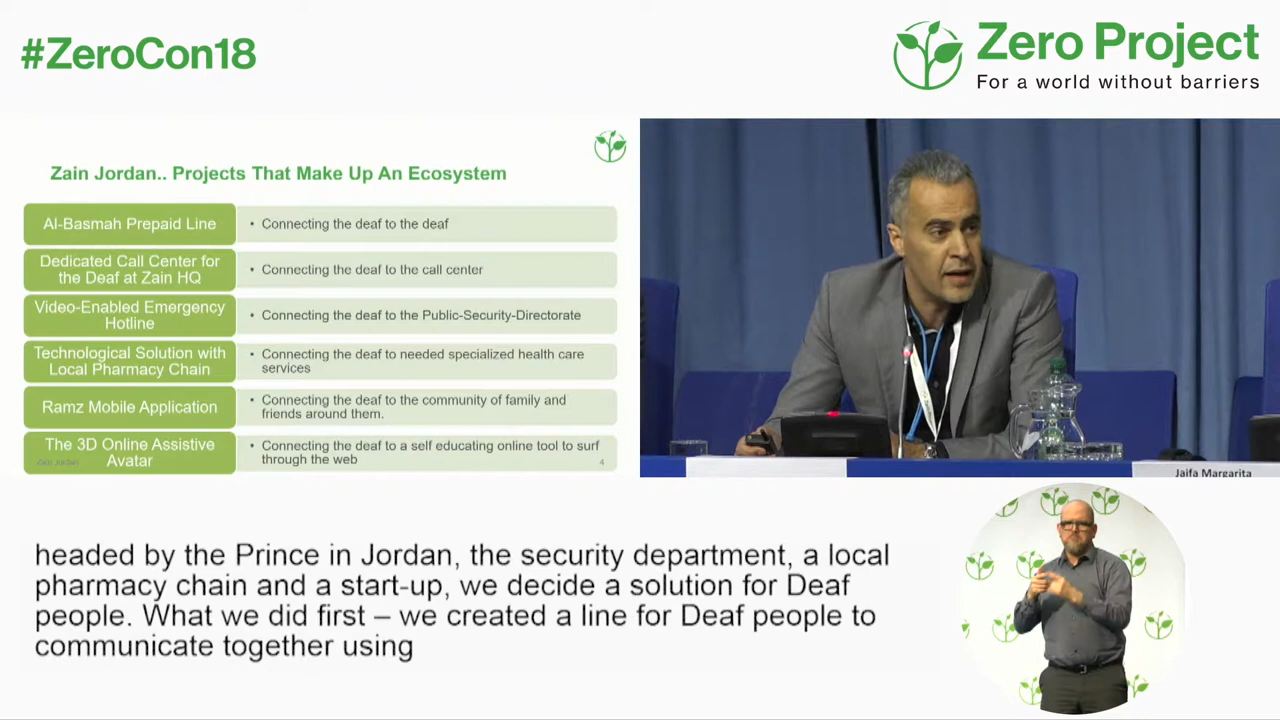 #ZeroCon18
Zero Project
For a world without barriers
Zain Jordan.. Projects That Make Up An Ecosystem
Al-Basmah Prepaid Line
• Connecting the deaf to the deaf
Dedicated Call Center for
the Deaf at Zain HQ
• Connecting the deaf to the call center
Video-Enabled Emergency
Hotline
• Connecting the deaf to the Public-Security-Directorate
Technological Solution with
Local Pharmacy Chain
• Connecting the deaf to needed specialized health care
services
Ramz Mobile Application
• Connecting the deaf to the community of family and
friends around them.
The 3D Online Assistive
Avatar
• Connecting the deaf to a self educating online tool to surf
through the web
Zain Jordan
4
Jaifa Margarita
headed by the Prince in Jordan, the security department, a local
pharmacy chain and a start-up, we decide a solution for Deaf
people. What we did first – we created a line for Deaf people to
communicate together using